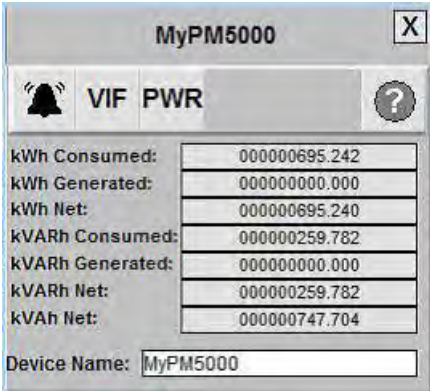 MyPM5000 X
VIF PWR ?
kWh Consumed: 000000695.242
kWh Generated: 000000000.000
kWh Net: 000000695.240
kVARh Consumed: 000000259.782
kVARh Generated: 000000000.000
kVARh Net: 000000259.782
kVAh Net: 000000747.704
Device Name: MyPM5000